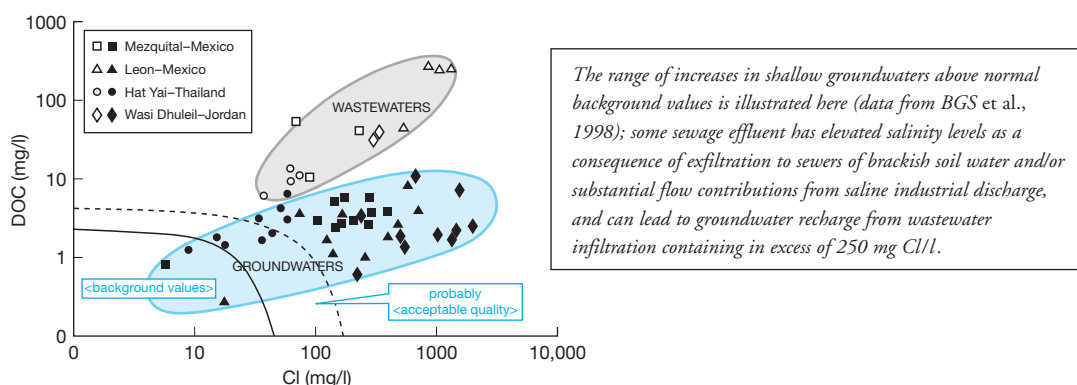 1000
100
10
1
0
DOC (mg/l)
Mezquital–Mexico
Leon–Mexico
Hat Yai–Thailand
Wasi Dhuleil–Jordan
WASTEWATERS
GROUNDWATERS
<background values>
probably
<acceptable quality>
0
10
100
1000
10,000
Cl (mg/l)
The range of increases in shallow groundwaters above normal
background values is illustrated here (data from BGS et al.,
1998); some sewage effluent has elevated salinity levels as a
consequence of exfiltration to sewers of brackish soil water and/or
substantial flow contributions from saline industrial discharge,
and can lead to groundwater recharge from wastewater
infiltration containing in excess of 250 mg Cl/l.